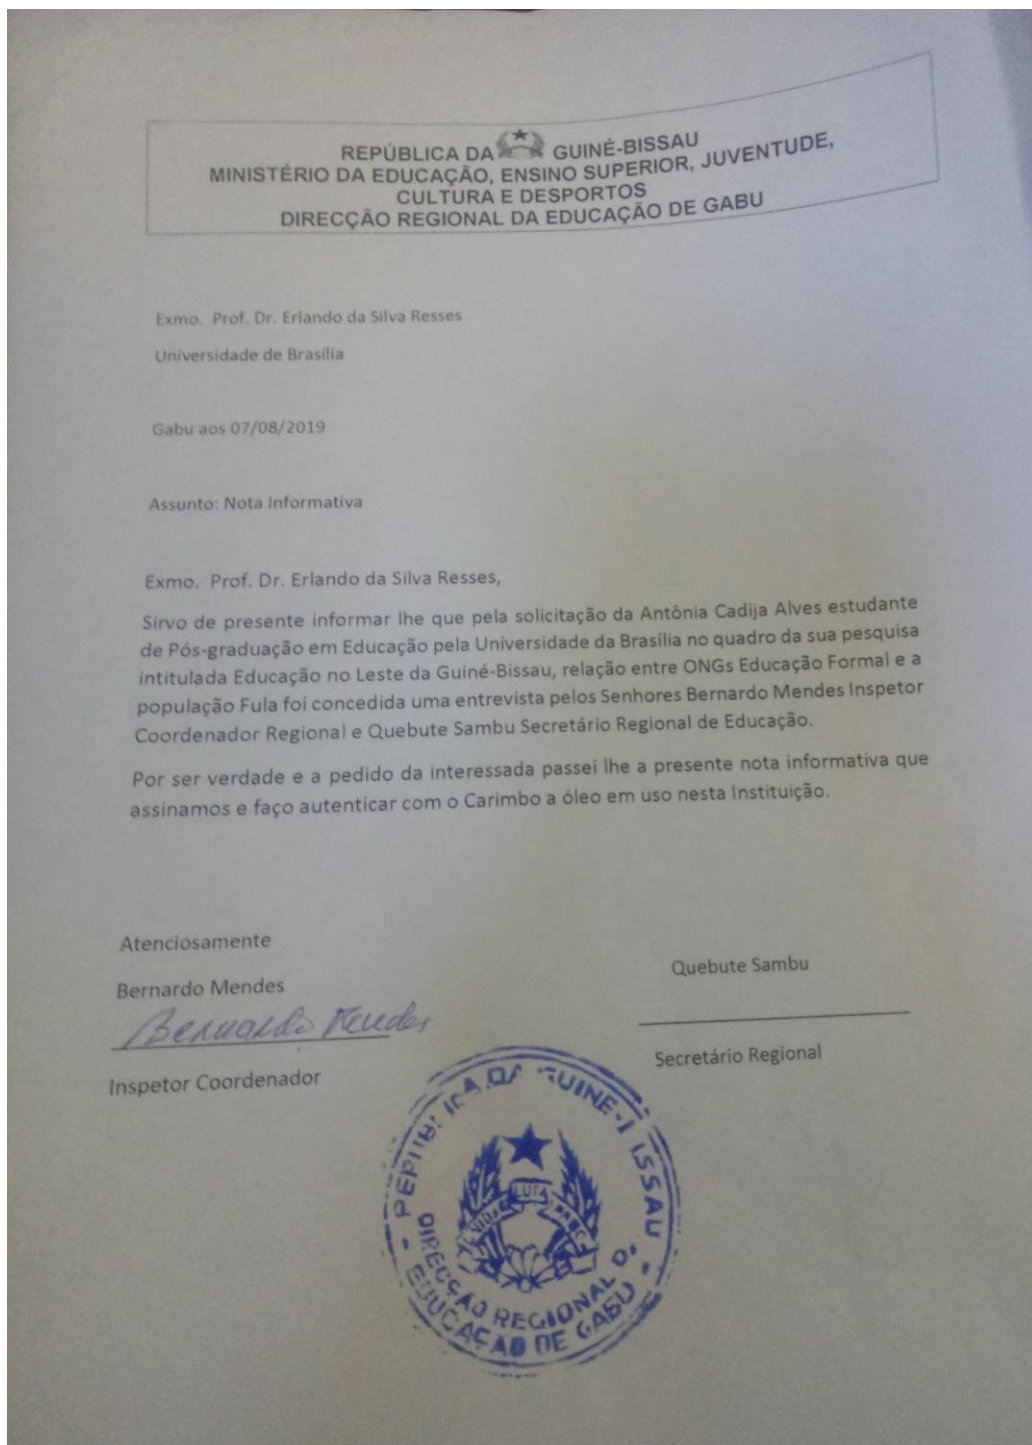 REPÚBLICA DA GUINÉ-BISSAU
MINISTÉRIO DA EDUCAÇÃO, ENSINO SUPERIOR, JUVENTUDE,
CULTURA E DESPORTOS
DIRECÇÃO REGIONAL DA EDUCAÇÃO DE GABU
Exmo. Prof. Dr. Erlando da Silva Resses
Universidade de Brasília
Gabu aos 07/08/2019
Assunto: Nota Informativa
Exmo. Prof. Dr. Erlando da Silva Resses,
Sirvo de presente informar lhe que pela solicitação da Antônia Cadija Alves estudante
de Pós-graduação em Educação pela Universidade da Brasília no quadro da sua pesquisa
intitulada Educação no Leste da Guiné-Bissau, relação entre ONGs Educação Formal e a
população Fula foi concedida uma entrevista pelos Senhores Bernardo Mendes Inspetor
Coordenador Regional e Quebute Sambu Secretário Regional de Educação.
Por ser verdade e a pedido da interessada passei lhe a presente nota informativa que
assinamos e faço autenticar com o Carimbo a óleo em uso nesta Instituição.
Atenciosamente
Bernardo Mendes
Quebute Sambu
Bernardo Mendes
Inspetor Coordenador
Secretário Regional
REPUBLICA DA GUINE-BISSAU
LUTA
DIRECÇÃO REGIONAL D
EDUCAÇÃO DE GABU